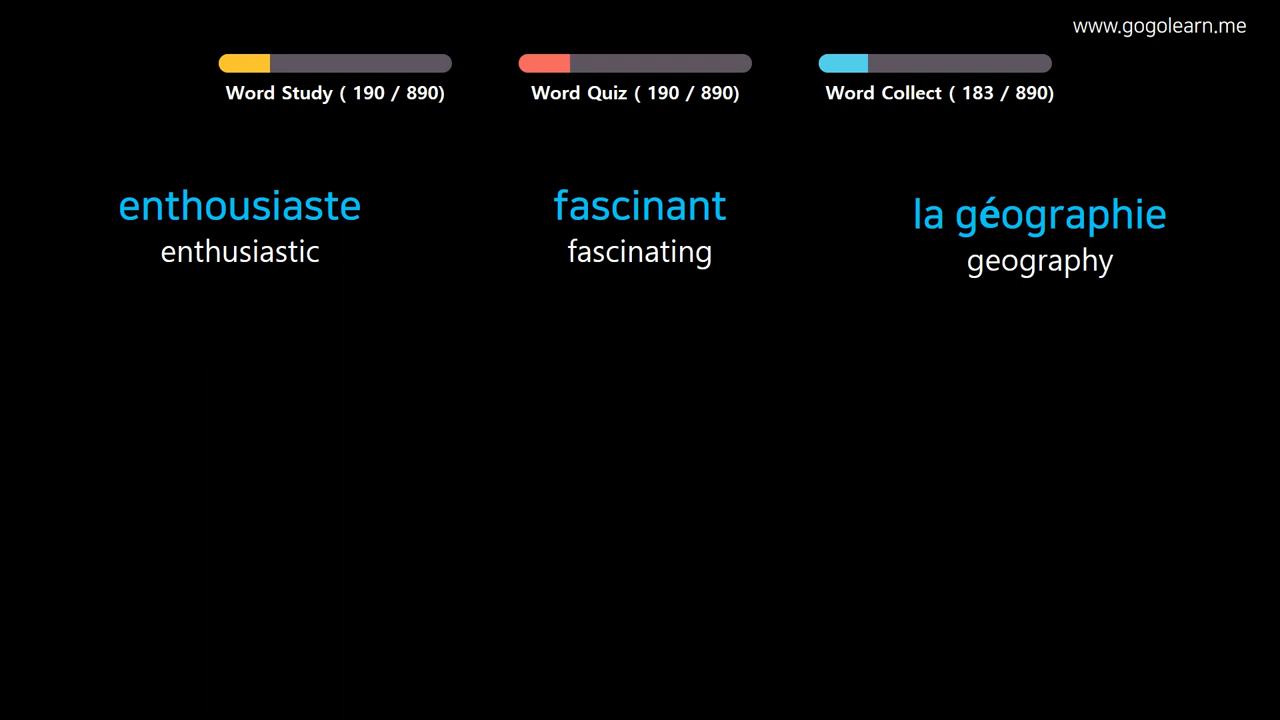 www.gogolearn.me
Word Study ( 190 / 890)
Word Quiz ( 190 / 890)
Word Collect ( 183 / 890)
enthousiaste
enthusiastic
fascinant
fascinating
la géographie
geography